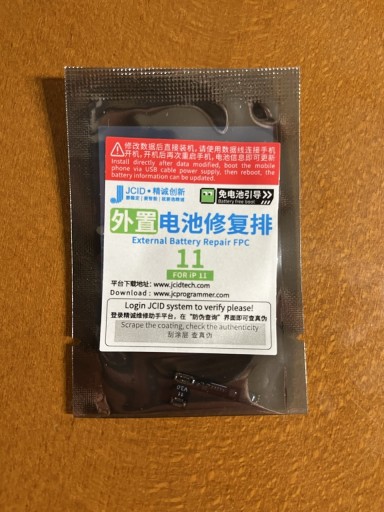 修改数据后直接装机,请使用数据线连接手机
开机,开机后再次重启手机,电池信息即可更新
Install directly after data modified, boot the mobile
phone via USB cable power supply, then reboot, the
battery information can be updated.
JCID·精诚创新
免电池引导>>
Battery free boot
外置电池修复排
External Battery Repair FPC
11
FOR iP 11
平台下载地址: www.jcidtech.com
Download : www.jcprogrammer.com
Login JCID system to verify please!
登录精诚维修助手平台, 在 "防伪查询" 界面即可查真伪
Scrape the coating, check the authenticity
刮涂层 查真伪